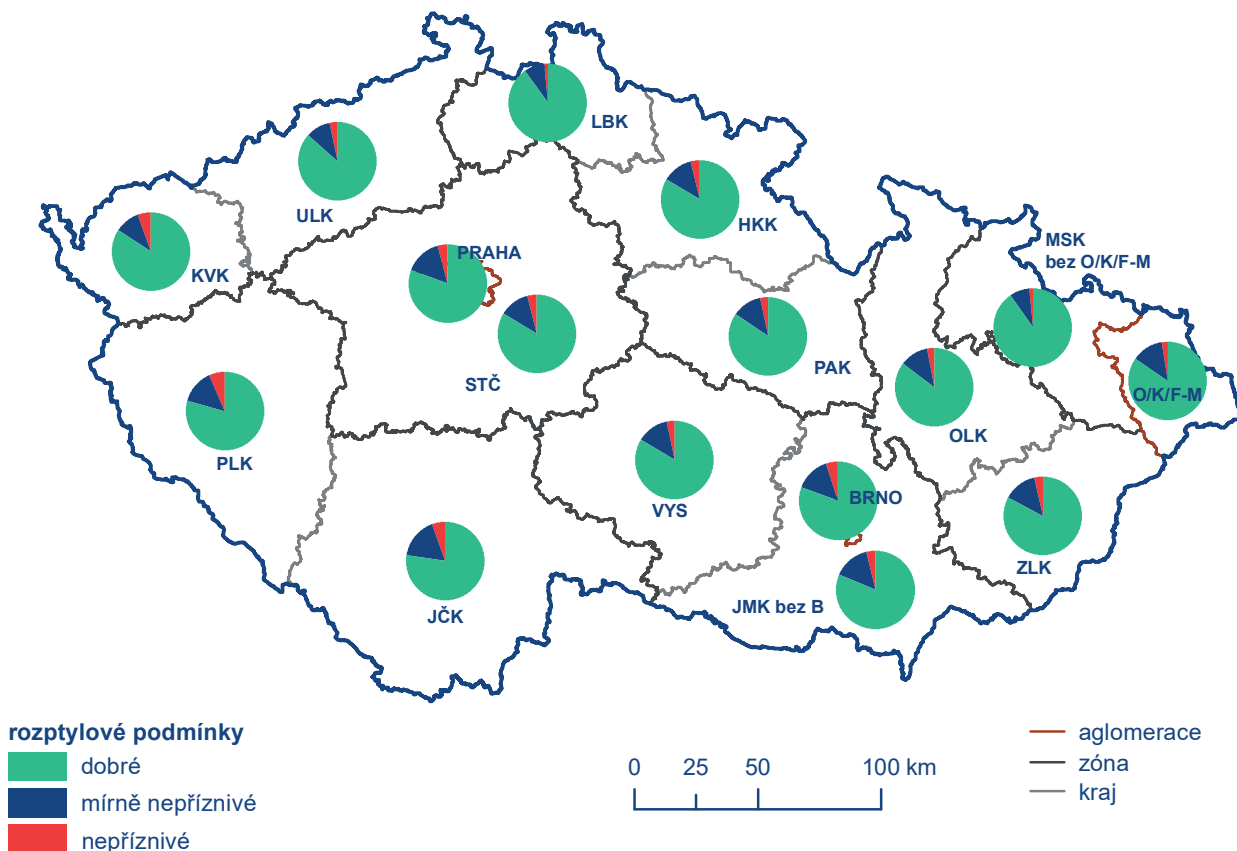 LBK
ULK
HKK
MSK
bez O/K/F-M
PRAHA
KVK
STČ
PAK
O/K/F-M
OLK
PLK
VYS
BRNO
ZLK
JČK
JMK bez B
rozptylové podmínky
dobré
mírně nepříznivé
nepříznivé
0 25 50 100 km
aglomerace
zóna
kraj